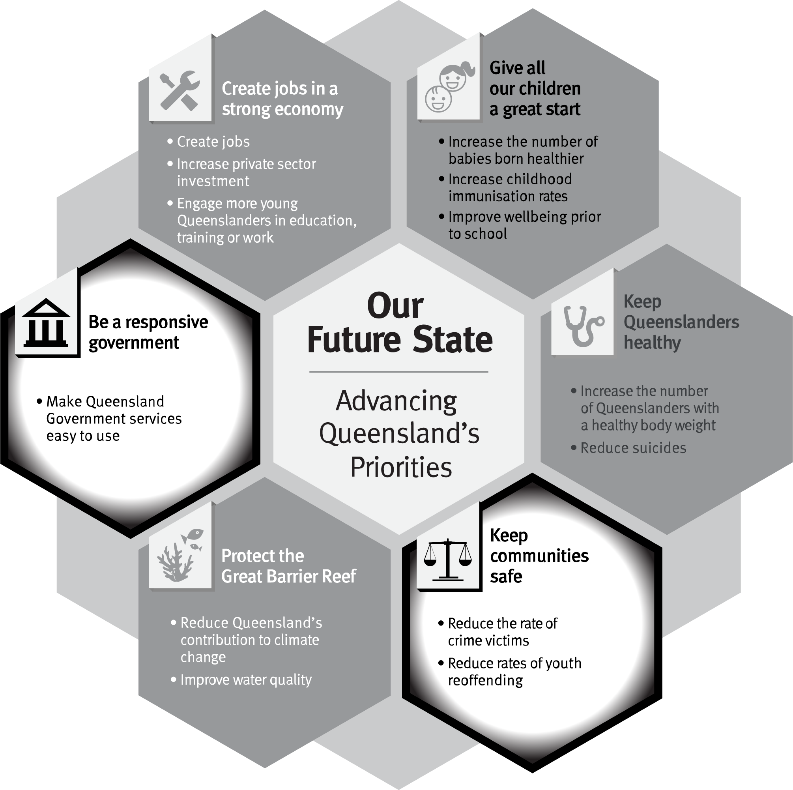 Create jobs in a
strong economy
• Create jobs
• Increase private sector
investment
• Engage more young
Queenslanders in education,
training or work
Give all
our children
a great start
• Increase the number of
babies born healthier
• Increase childhood
immunisation rates
• Improve wellbeing prior
to school
Be a responsive
government
• Make Queensland
Government services
easy to use
Our
Future State
Advancing
Queensland's
Priorities
Keep
Queenslanders
healthy
• Increase the number
of Queenslanders with
a healthy body weight
• Reduce suicides
Protect the
Great Barrier Reef
• Reduce Queensland's
contribution to climate
change
• Improve water quality
Keep
communities
safe
• Reduce the rate of
crime victims
• Reduce rates of youth
reoffending